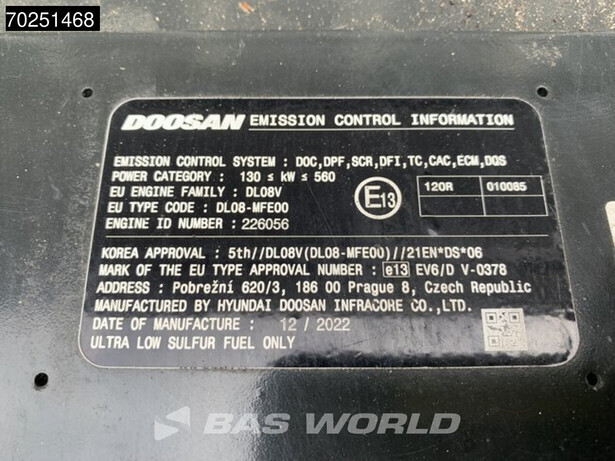 70251468
DOOSAN EMISSION CONTROL INFORMATION
EMISSION CONTROL SYSTEM : DOC,DPF,SCR,DFI,TC,CAC,ECM,DQS
POWER CATEGORY : 130 ≤ kW ≤ 560
EU ENGINE FAMILY : DL08V
EU TYPE CODE : DL08-MFE00
ENGINE ID NUMBER : 226056
E13
120R 010085
KOREA APPROVAL : 5th//DL08V(DL08-MFE00)//21EN*DS*06
MARK OF THE EU TYPE APPROVAL NUMBER : e13 EV6/D V-0378
ADDRESS : Pobrežní 620/3, 186 00 Prague 8, Czech Republic
MANUFACTURED BY HYUNDAI DOOSAN INFRACORE CO.,LTD.
DATE OF MANUFACTURE : 12 / 2022
ULTRA LOW SULFUR FUEL ONLY
BAS WORLD